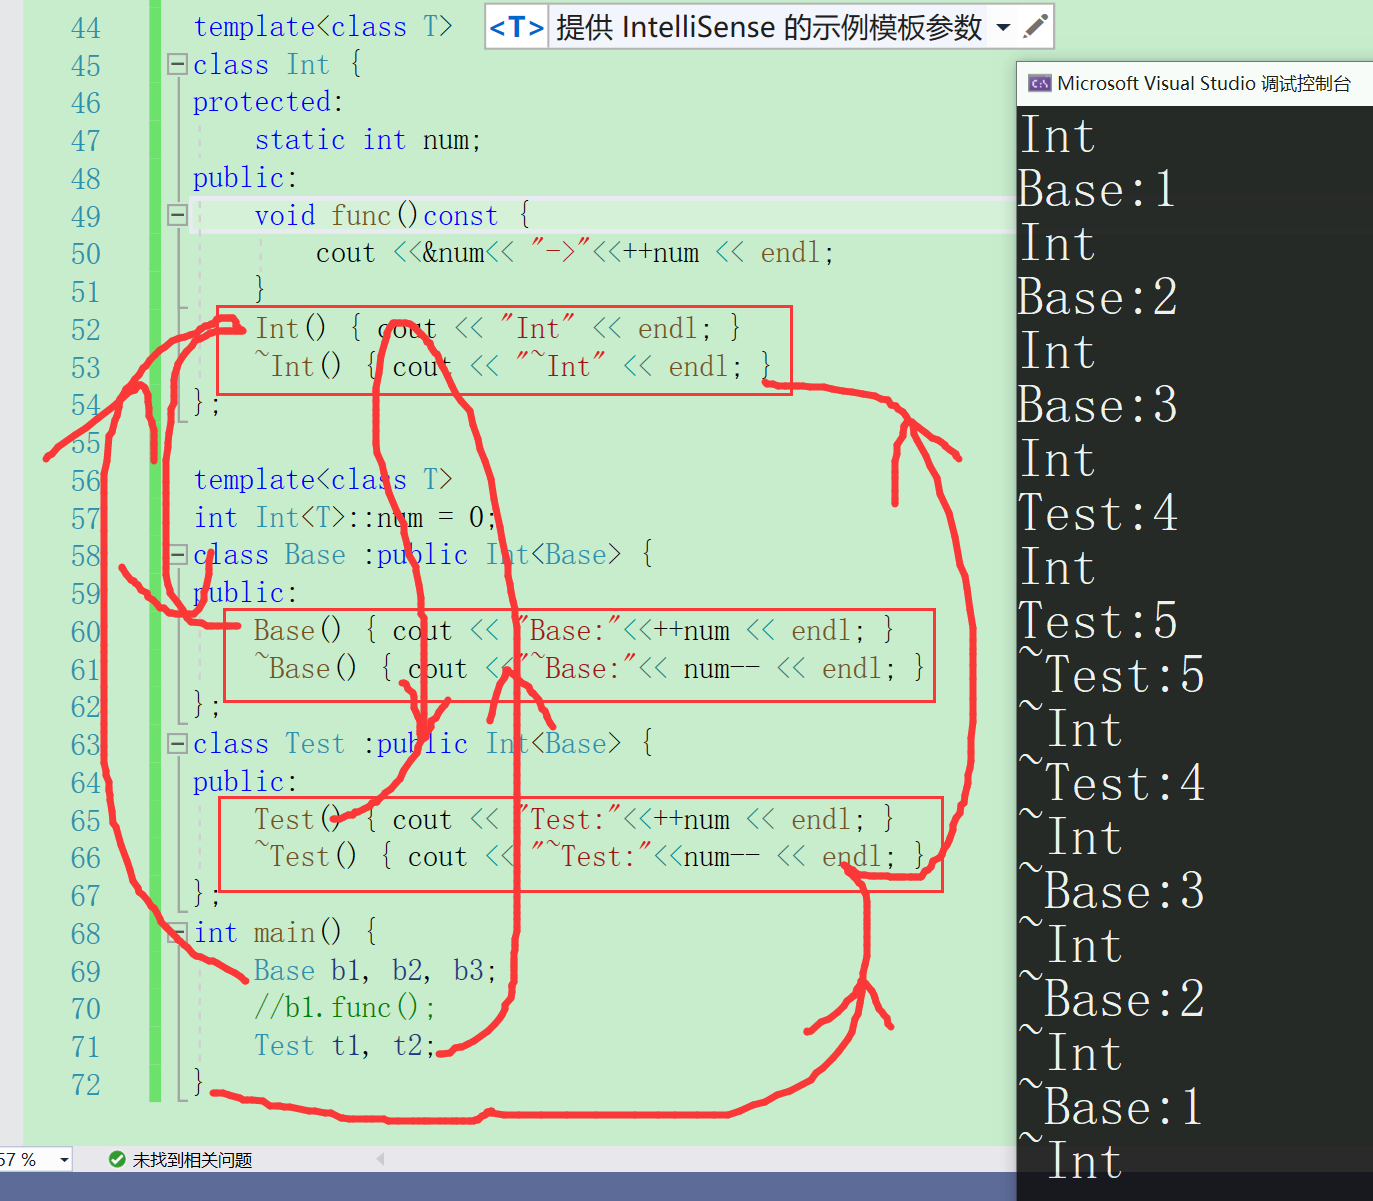 <T> 提供 IntelliSense 的示例模板参数
44 template<class T>
45 class Int {
46 protected:
47 static int num;
48 public:
49 void func()const {
50 cout <<&num<< "->"<<++num << endl;
51 }
52 Int() { cout << "Int" << endl; }
53 ~Int() { cout << "~Int" << endl; }
54 };
55
56 template<class T>
57 int Int<T>::num = 0;
58 class Base :public Int<Base> {
59 public:
60 Base() { cout << "Base:"<<++num << endl; }
61 ~Base() { cout <<"~Base:"<< num-- << endl; }
62 };
63 class Test :public Int<Base> {
64 public:
65 Test() { cout << "Test:"<<++num << endl; }
66 ~Test() { cout << "~Test:"<<num-- << endl; }
67 };
68 int main() {
69 Base b1, b2, b3;
70 //b1.func();
71 Test t1, t2;
72 }
57 %
未找到相关问题
Microsoft Visual Studio 调试控制台
Int
Base:1
Int
Base:2
Int
Base:3
Int
Test:4
Int
Test:5
~Test:5
~Int
~Test:4
~Int
~Base:3
~Int
~Base:2
~Int
~Base:1
~Int